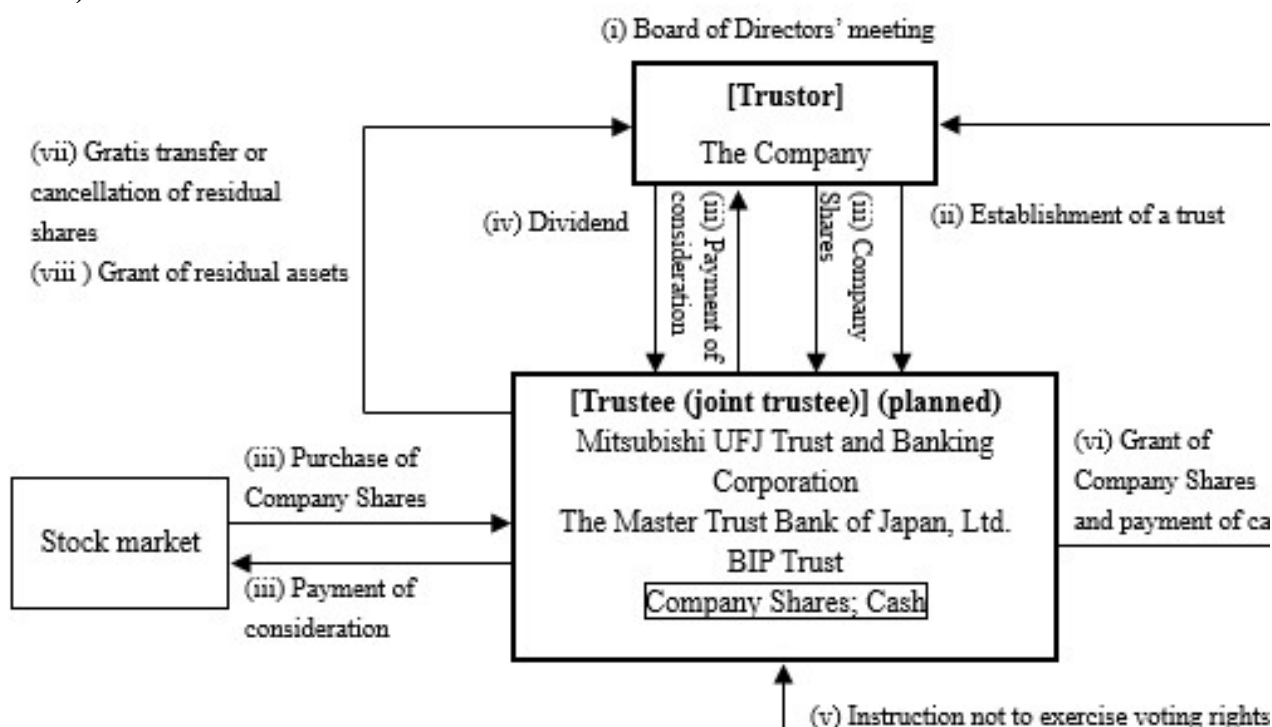 (i) Board of Directors’ meeting
[Trustor]
The Company
(vii) Gratis transfer or
cancellation of residual
shares
(viii ) Grant of residual assets
(iv) Dividend
(iii) Payment of
consideration
(iii) Company
Shares
(ii) Establishment of a trust
[Trustee (joint trustee)] (planned)
Mitsubishi UFJ Trust and Banking
Corporation
The Master Trust Bank of Japan, Ltd.
BIP Trust
Company Shares; Cash
(iii) Purchase of
Company Shares
Stock market
(iii) Payment of
consideration
(vi) Grant of
Company Shares
and payment of ca
(v) Instruction not to exercise voting rights